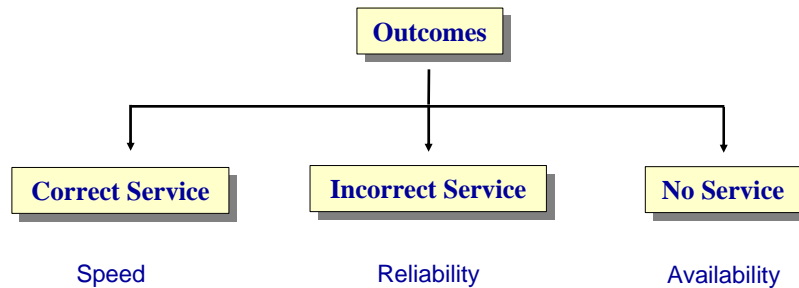 Outcomes
Correct Service
Incorrect Service
No Service
Speed
Reliability
Availability